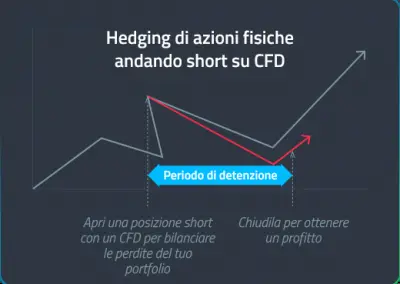 Hedging di azioni fisiche
andando short su CFD
Periodo di detenzione
Apri una posizione short
con un CFD per bilanciare
le perdite del tuo
portfolio
Chiudila per ottenere
un profitto